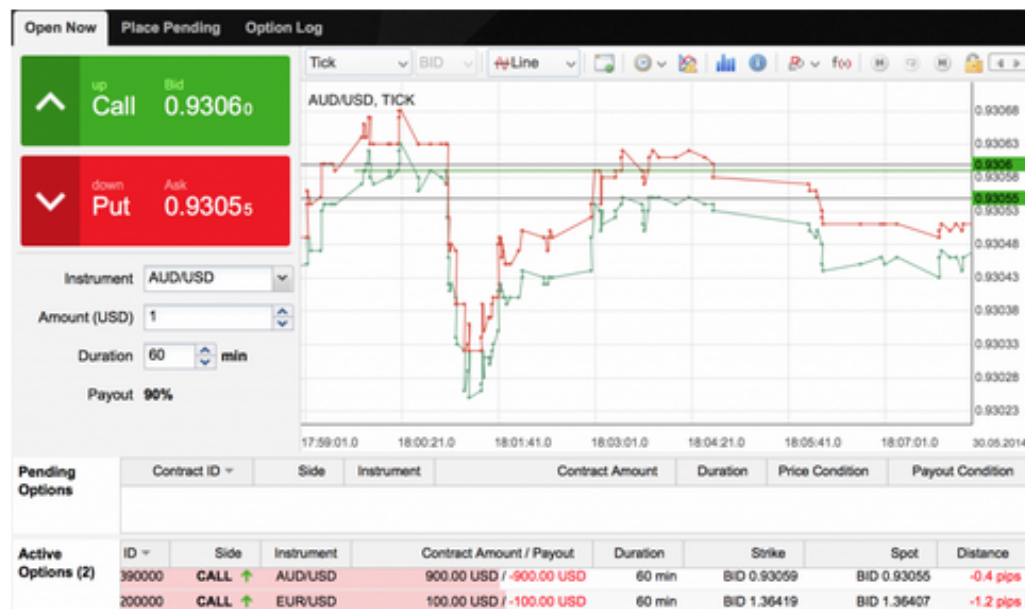 Open Now Place Pending Option Log
up Bid
Call 0.93060
down Ask
Put 0.93055
Instrument AUD/USD
Amount (USD) 1
Duration 60 min
Payout 90%
Tick BID Line f(x)
AUD/USD, TICK
0.93068
0.93063
0.9306
0.93058
0.93055
0.93053
0.93048
0.93043
0.93038
0.93033
0.93028
0.93023
17:59:01.0 18:00:21.0 18:01:41.0 18:03:01.0 18:04:21.0 18:05:41.0 18:07:01.0 30.05.2014
Pending Options
Contract ID Side Instrument Contract Amount Duration Price Condition Payout Condition
Active Options (2)
ID Side Instrument Contract Amount / Payout Duration Strike Spot Distance
390000 CALL AUD/USD 900.00 USD / -900.00 USD 60 min BID 0.93059 BID 0.93055 -0.4 pips
200000 CALL EUR/USD 100.00 USD / -100.00 USD 60 min BID 1.36419 BID 1.36407 -1.2 pips